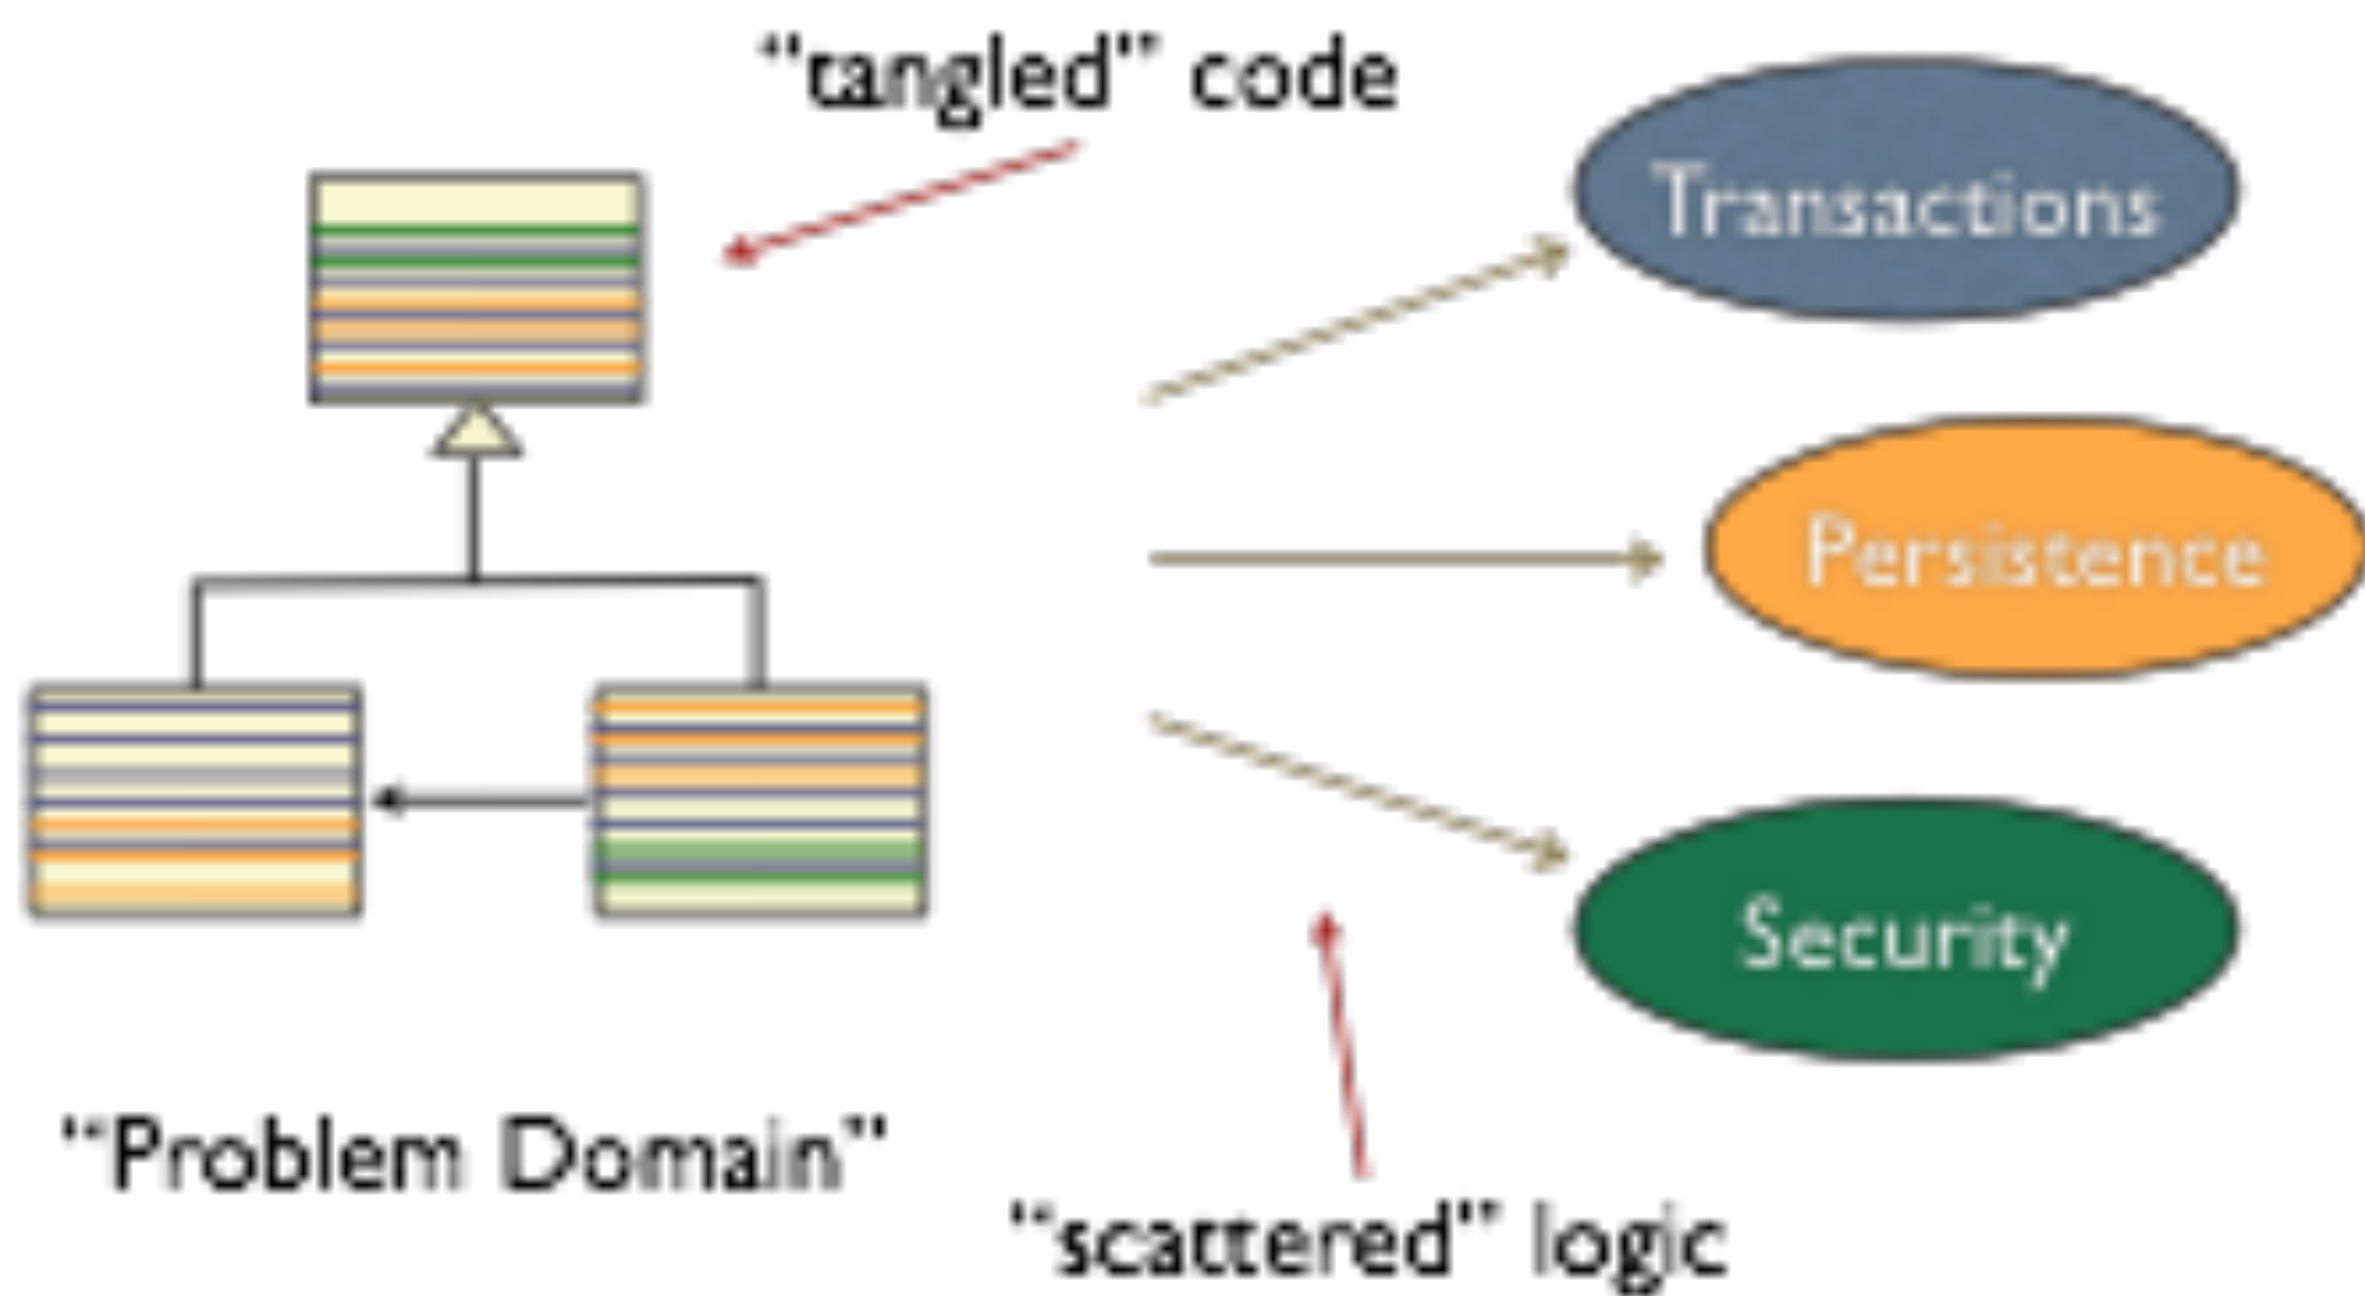 “tangled” code
Transactions
Persistence
Security
“Problem Domain”
“scattered” logic